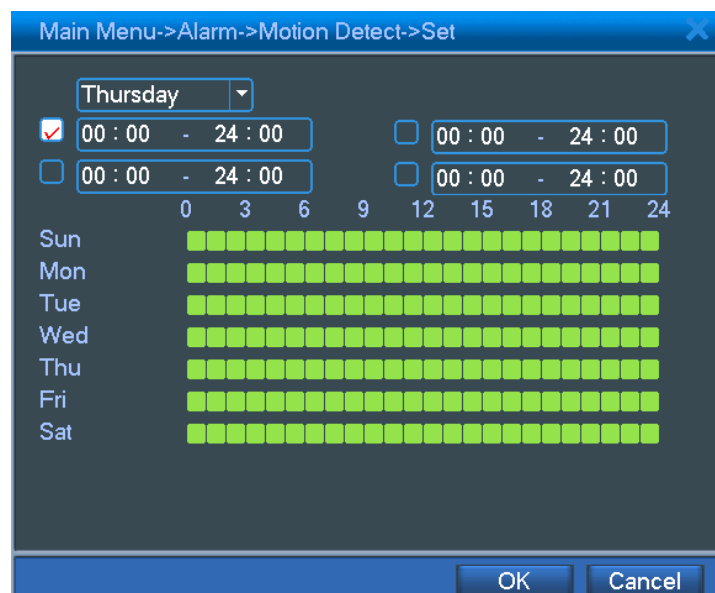 Main Menu->Alarm->Motion Detect->Set
Thursday
00 : 00 - 24 : 00 00 : 00 - 24 : 00
00 : 00 - 24 : 00 00 : 00 - 24 : 00
0 3 6 9 12 15 18 21 24
Sun
Mon
Tue
Wed
Thu
Fri
Sat
OK Cancel